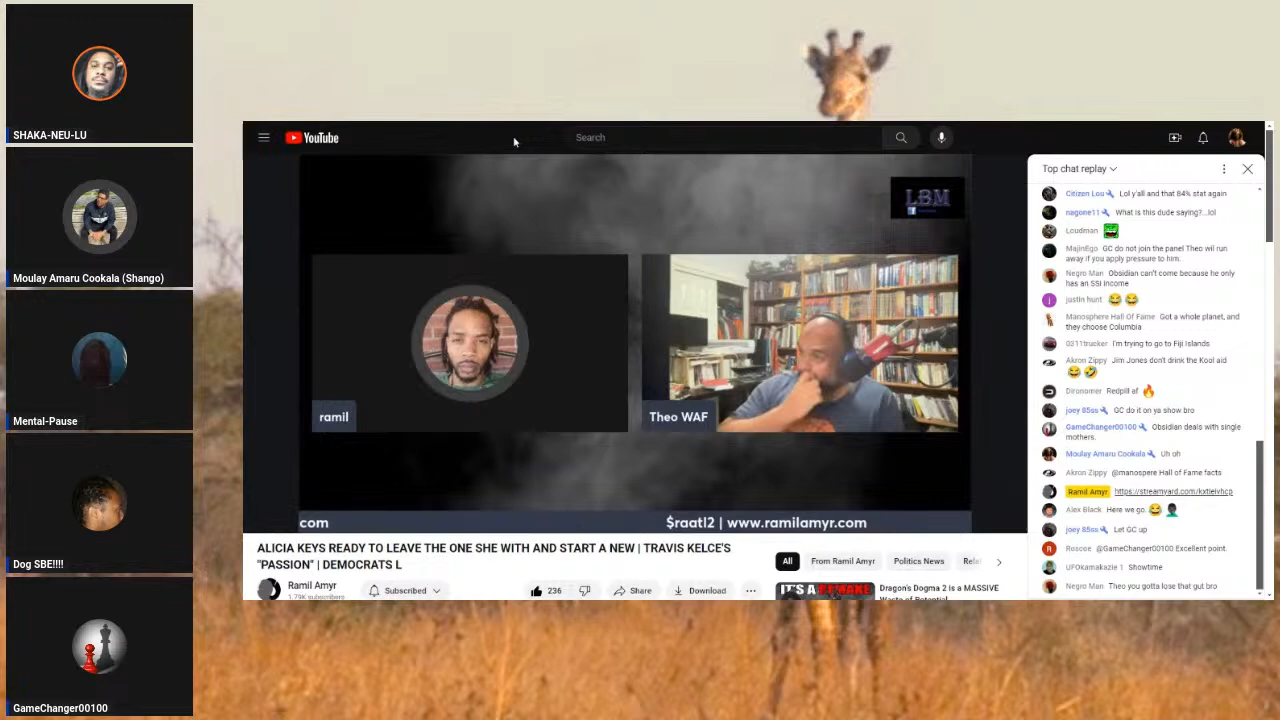 SHAKA-NEU-LU
Moulay Amaru Cookala (Shango)
Mental-Pause
Dog SBE!!!!
GameChanger00100
YouTube
Search
LBM
ramil
Theo WAF
com
$raatl2 | www.ramilamyr.com
ALICIA KEYS READY TO LEAVE THE ONE SHE WITH AND START A NEW | TRAVIS KELCE'S
"PASSION" | DEMOCRATS L
Ramil Amyr
1.79K subscribers
Subscribed
236
Share
Download
All
From Ramil Amyr
Politics News
Rela
IT'S A REMAKE
Dragon's Dogma 2 is a MASSIVE
Waste of Potential
Top chat replay
Citizen Lou Lol y'all and that 84% stat again
nagone11 What is this dude saying?...lol
Loudman
MajinEgo GC do not join the panel Theo wil run
away if you apply pressure to him.
Negro Man Obsidian can't come because he only
has an SSI income
justin hunt
Manosphere Hall Of Fame Got a whole planet, and
they choose Columbia
0311trucker I'm trying to go to Fiji Islands
Akron Zippy Jim Jones don't drink the Kool aid
Dironomer Redpill af
joey 85ss GC do it on ya show bro
GameChanger00100 Obsidian deals with single
mothers.
Moulay Amaru Cookala Uh oh
Akron Zippy @manospere Hall of Fame facts
Ramil Amyr https://streamyard.com/kxtieivhcp
Alex Black Here we go.
joey 85ss Let GC up
Roscoe @GameChanger00100 Excellent point.
UFOkamakazie 1 Showtime
Negro Man Theo you gotta lose that gut bro